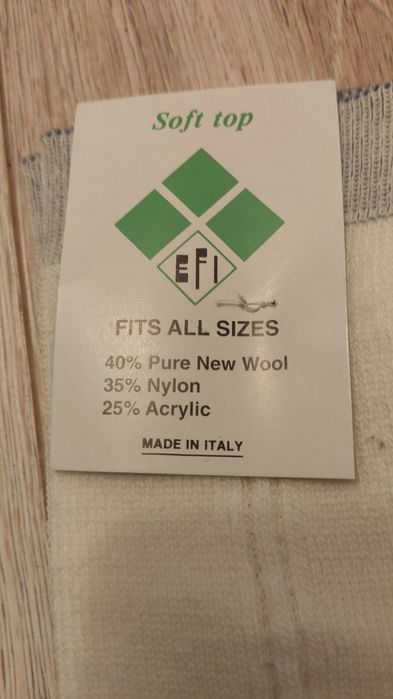 Soft top
EFI
FITS ALL SIZES
40% Pure New Wool
35% Nylon
25% Acrylic
MADE IN ITALY